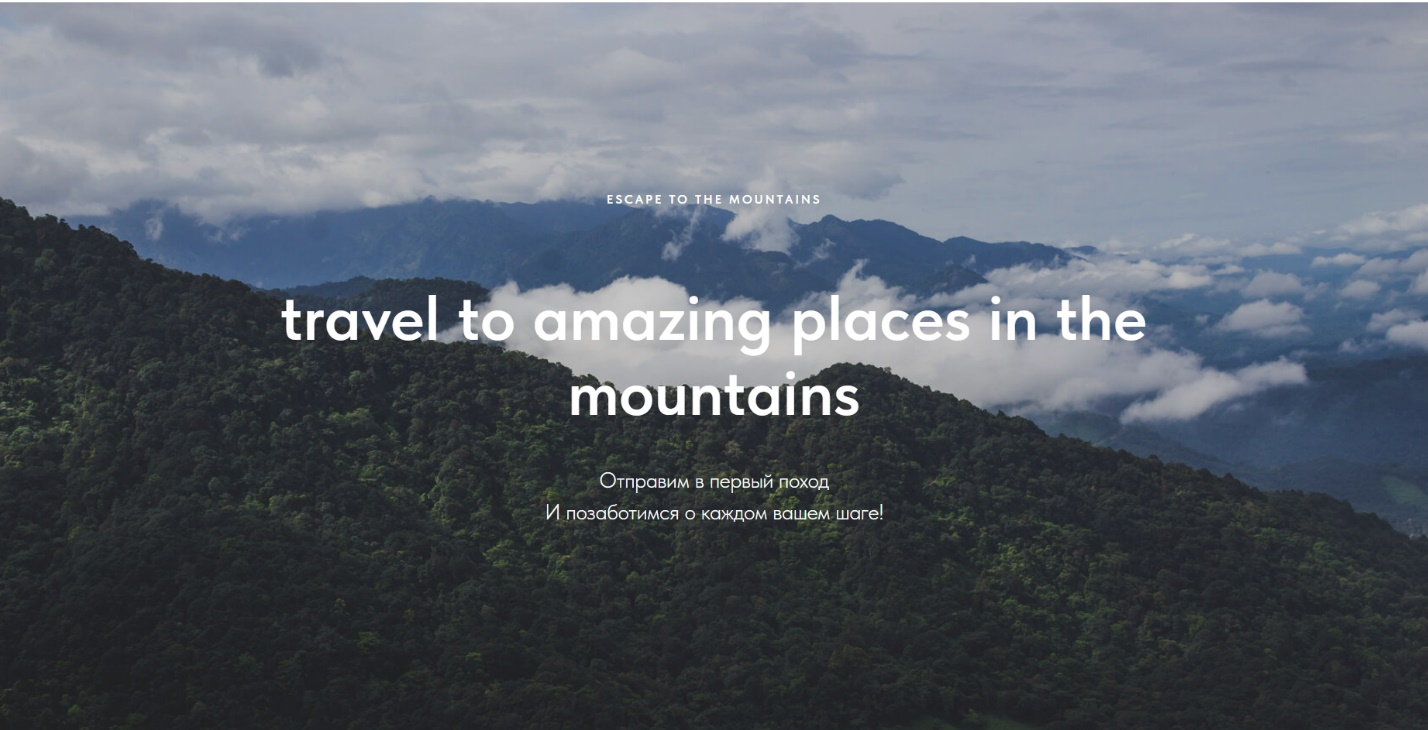 ESCAPE TO THE MOUNTAINS
travel to amazing places in the
mountains
Отправим в первый поход
И позаботимся о каждом вашем шаге!